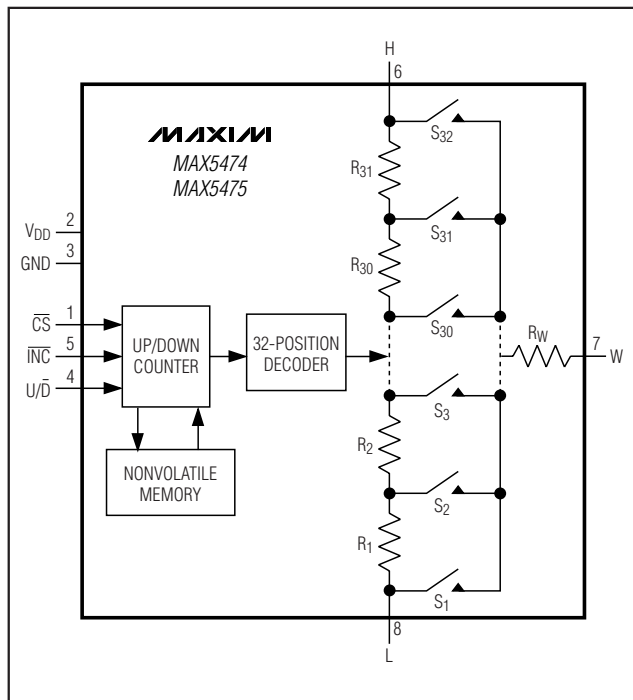 H
6
MAXIM
MAX5474
MAX5475
S32
R31
S31
R30
S30
VDD 2
GND 3
CS 1
INC 5
U/D 4
UP/DOWN
COUNTER
32-POSITION
DECODER
RW
7 W
S3
R2
S2
NONVOLATILE
MEMORY
R1
S1
8
L